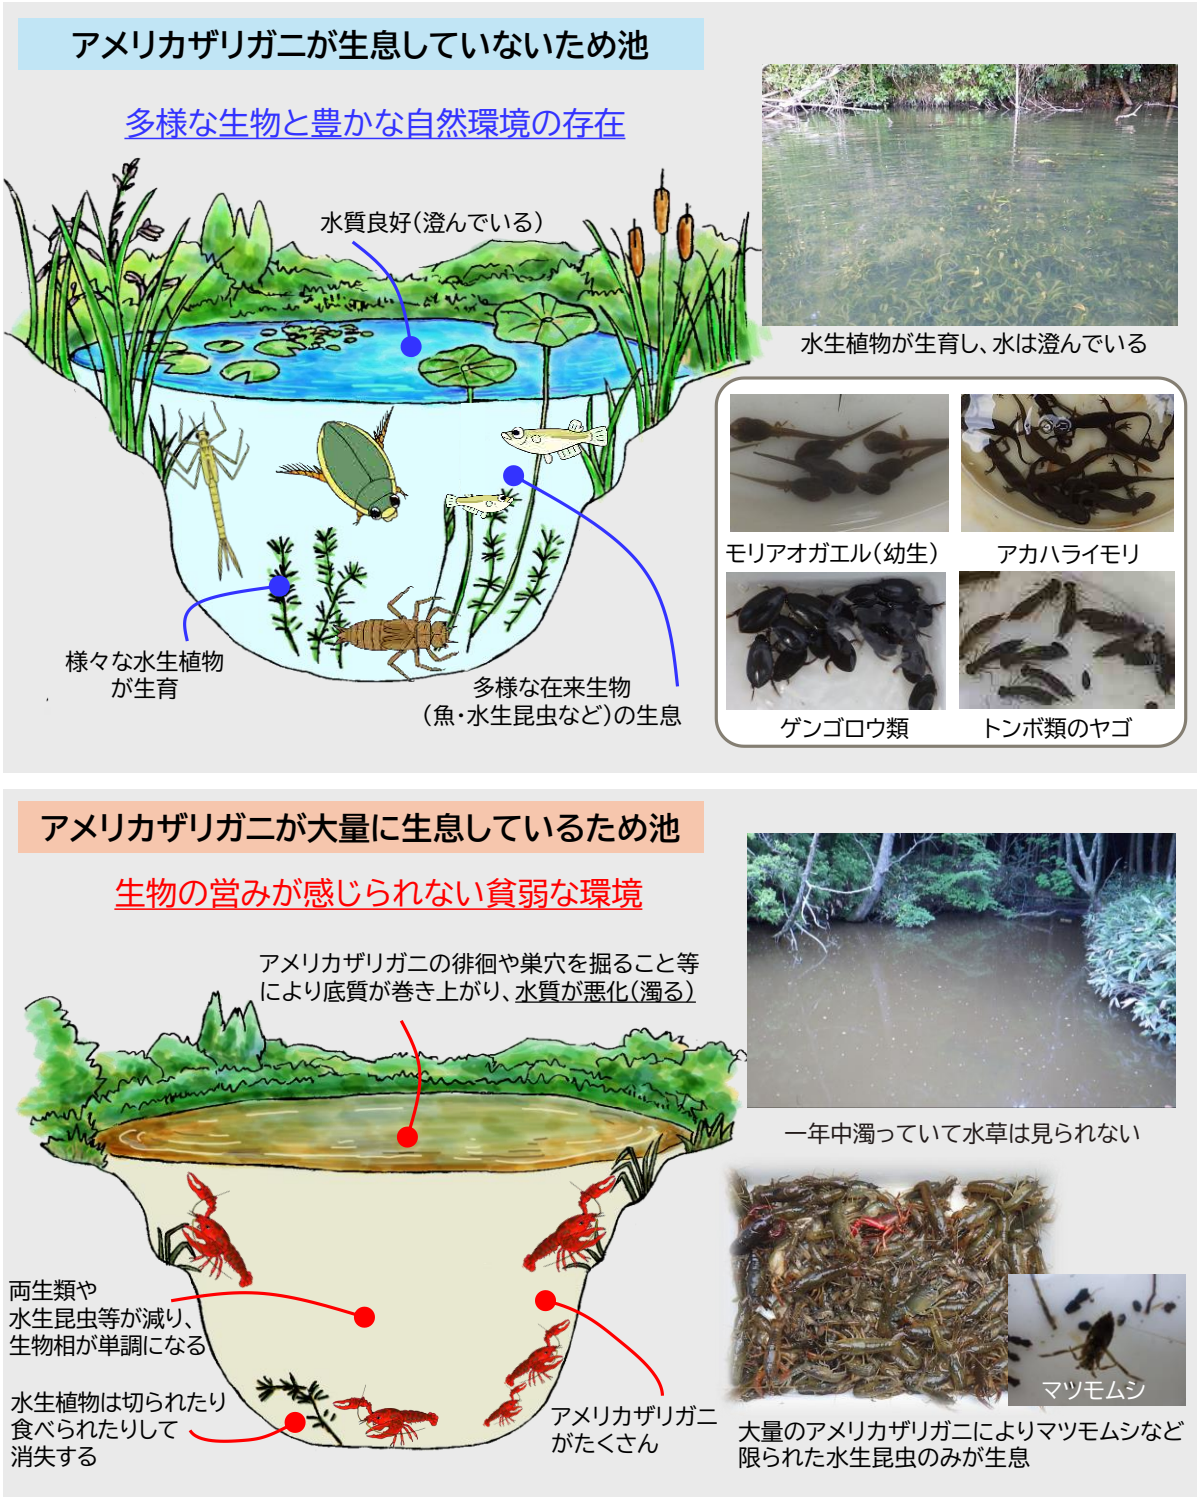 アメリカザリガニが生息していないため池
多様な生物と豊かな自然環境の存在
水質良好（澄んでいる）
水生植物が生育し、水は澄んでいる
モリアオガエル（幼生）
アカハライモリ
ゲンゴロウ類
トンボ類のヤゴ
様々な水生植物
が生育
多様な在来生物
（魚・水生昆虫など）の生息
アメリカザリガニが大量に生息しているため池
生物の営みが感じられない貧弱な環境
アメリカザリガニの徘徊や巣穴を掘ること等
により底質が巻き上がり、水質が悪化（濁る）
一年中濁っていて水草は見られない
両生類や
水生昆虫等が減り、
生物相が単調になる
水生植物は切られたり
食べられたりして
消失する
アメリカザリガニ
がたくさん
マツモムシ
大量のアメリカザリガニによりマツモムシなど
限られた水生昆虫のみが生息